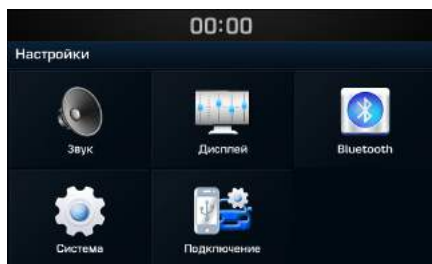 00:00
Настройки
Звук
Дисплей
Bluetooth
Система
Подключение